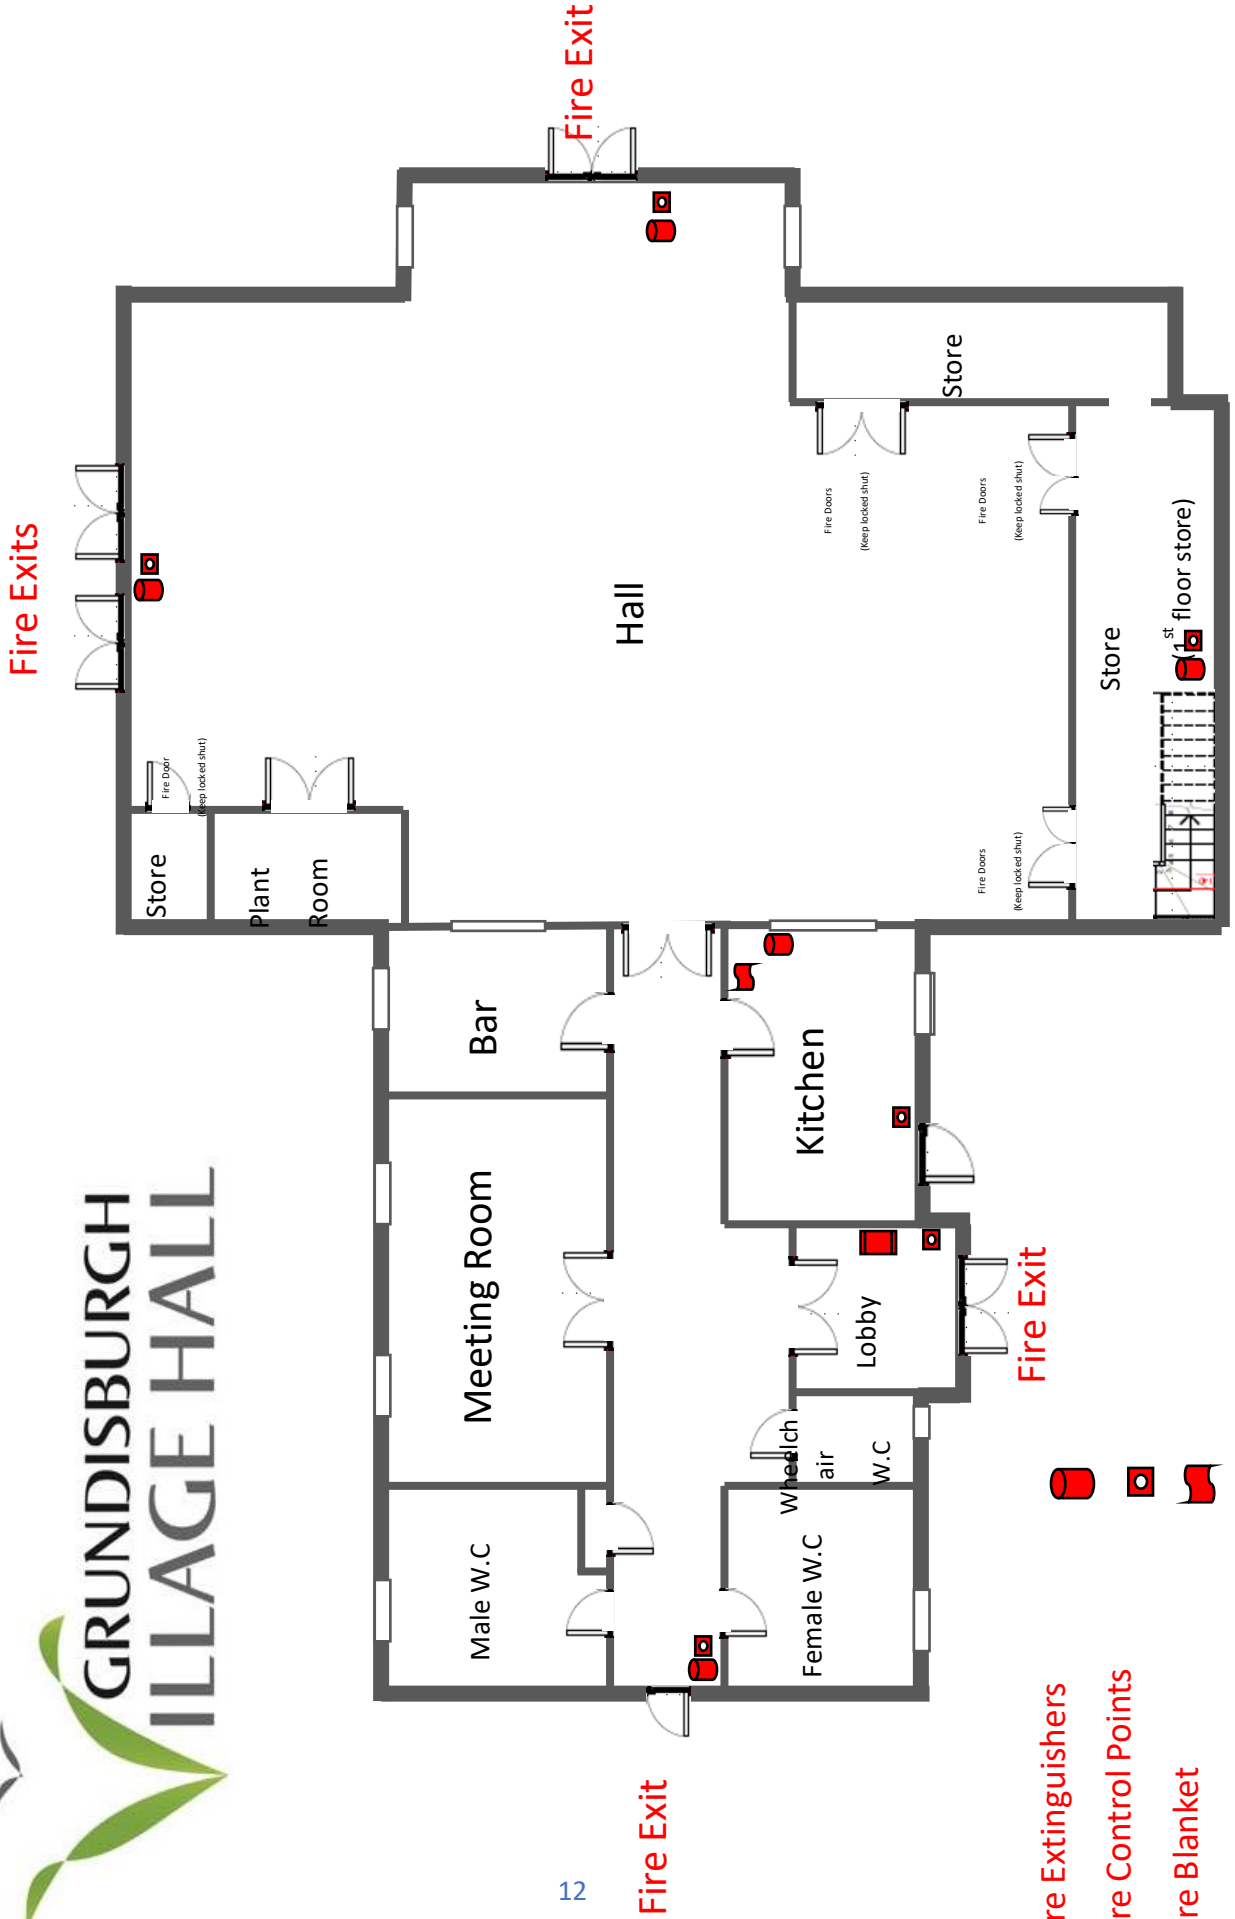 GRUNDISBURGH
ILLAGE HALL
Fire Exits
Fire Exit
Store
Plant
Room
Fire Door
(Keep locked shut)
Hall
Fire Doors
(Keep locked shut)
Store
Fire Doors
(Keep locked shut)
Fire Doors
(Keep locked shut)
Store
(1st floor store)
Bar
Meeting Room
Male W.C
Kitchen
Lobby
Wheelch
air
W.C
Female W.C
Fire Exit
Fire Exit
re Extinguishers
re Control Points
re Blanket
12